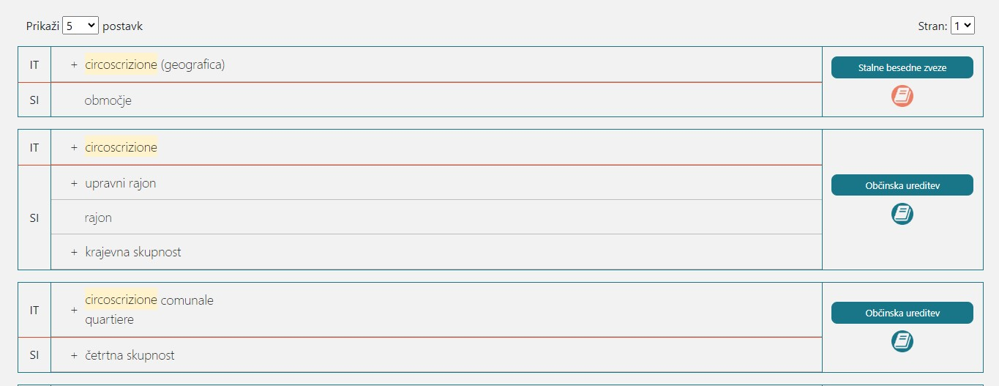 Prikaži 5 postavk Stran: 1
IT + circoscrizione (geografica)
Stalne besedne zveze
SI območje
IT + circoscrizione
SI + upravni rajon
rajon
+ krajevna skupnost
Občinska ureditev
IT + circoscrizione comunale
quartiere
Občinska ureditev
SI + četrtna skupnost